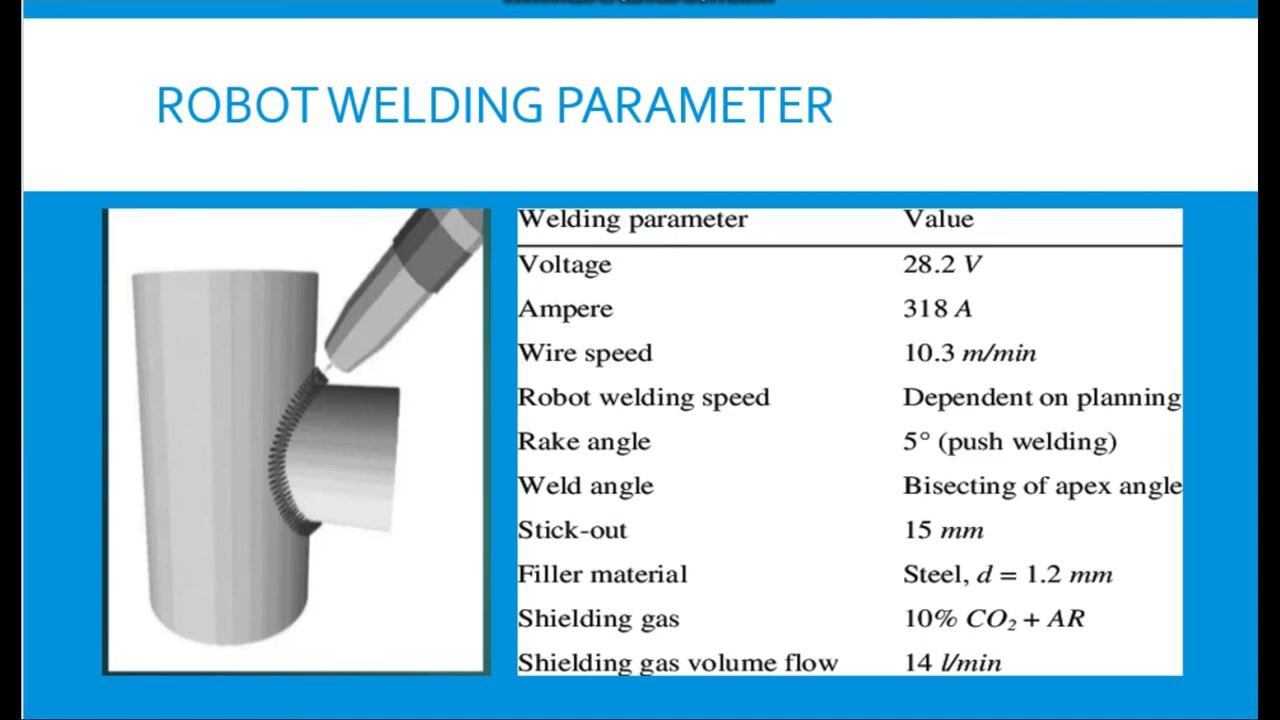 ROBOT WELDING PARAMETER
Welding parameter Value
Voltage 28.2 V
Ampere 318 A
Wire speed 10.3 m/min
Robot welding speed Dependent on planning
Rake angle 5° (push welding)
Weld angle Bisecting of apex angle
Stick-out 15 mm
Filler material Steel, d = 1.2 mm
Shielding gas 10% CO₂ + AR
Shielding gas volume flow 14 l/min